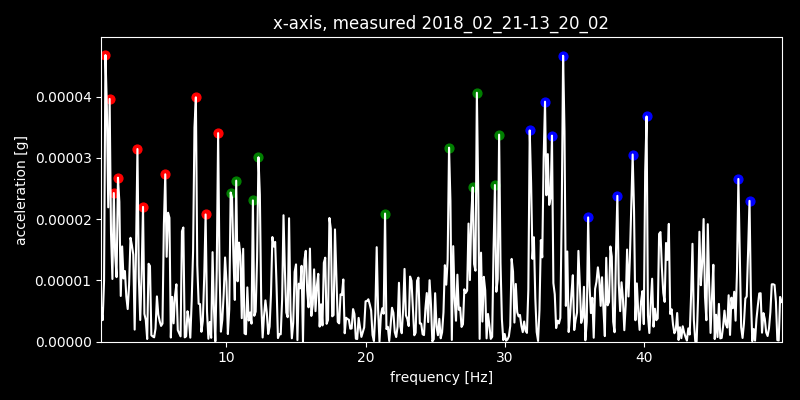 x-axis, measured 2018_02_21-13_20_02
acceleration [g]
0.00004
0.00003
0.00002
0.00001
0.00000
10 20 30 40
frequency [Hz]